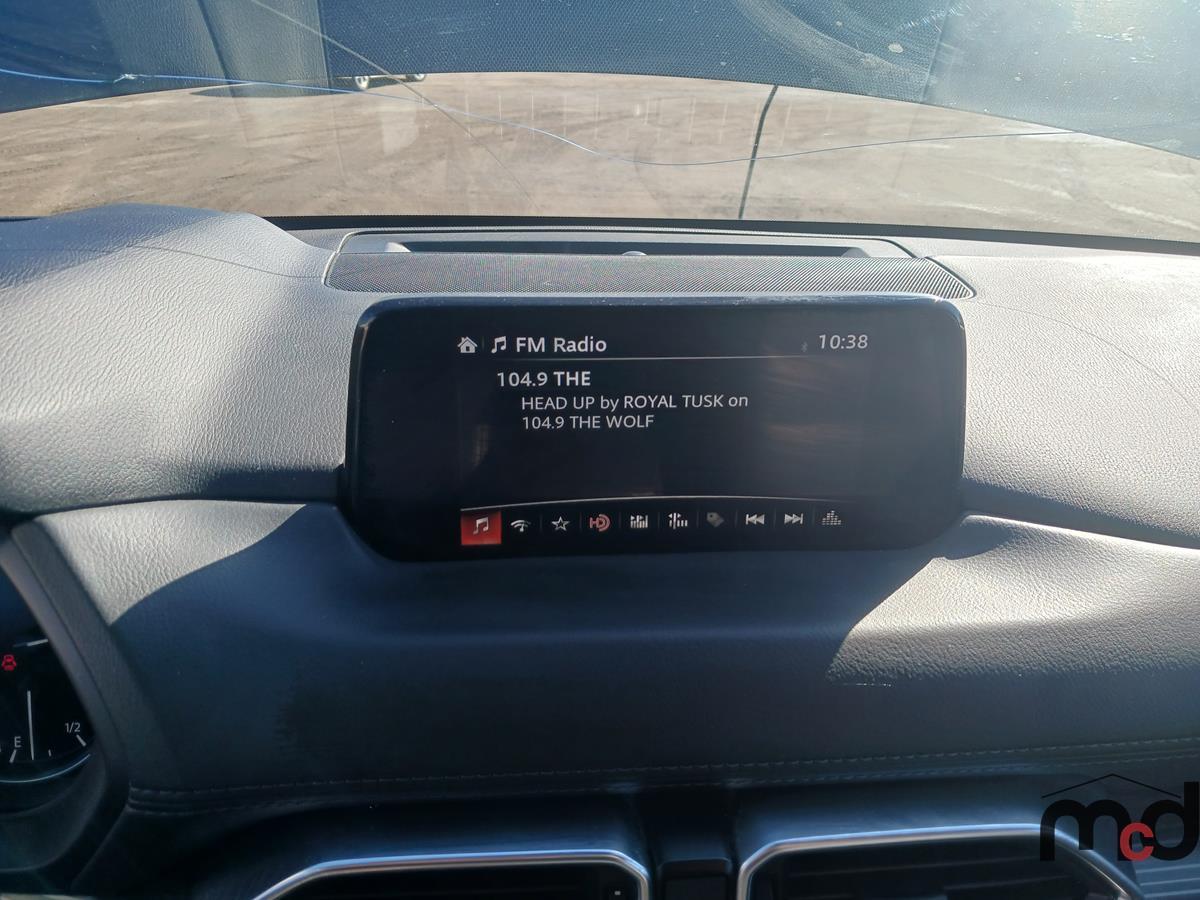 FM Radio
10:38
104.9 THE
HEAD UP by ROYAL TUSK on
104.9 THE WOLF
HD
E
1/2
mcd